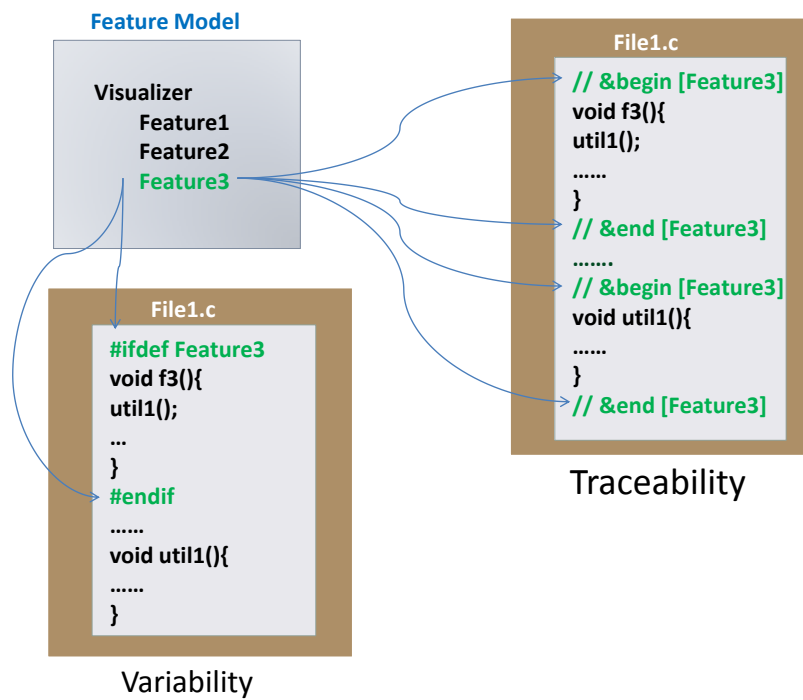 Feature Model
Visualizer
Feature1
Feature2
Feature3
File1.c
#ifdef Feature3
void f3(){
util1();
…
}
#endif
……
void util1(){
……
}
Variability
File1.c
// &begin [Feature3]
void f3(){
util1();
……
}
// &end [Feature3]
…….
// &begin [Feature3]
void util1(){
……
}
// &end [Feature3]
Traceability